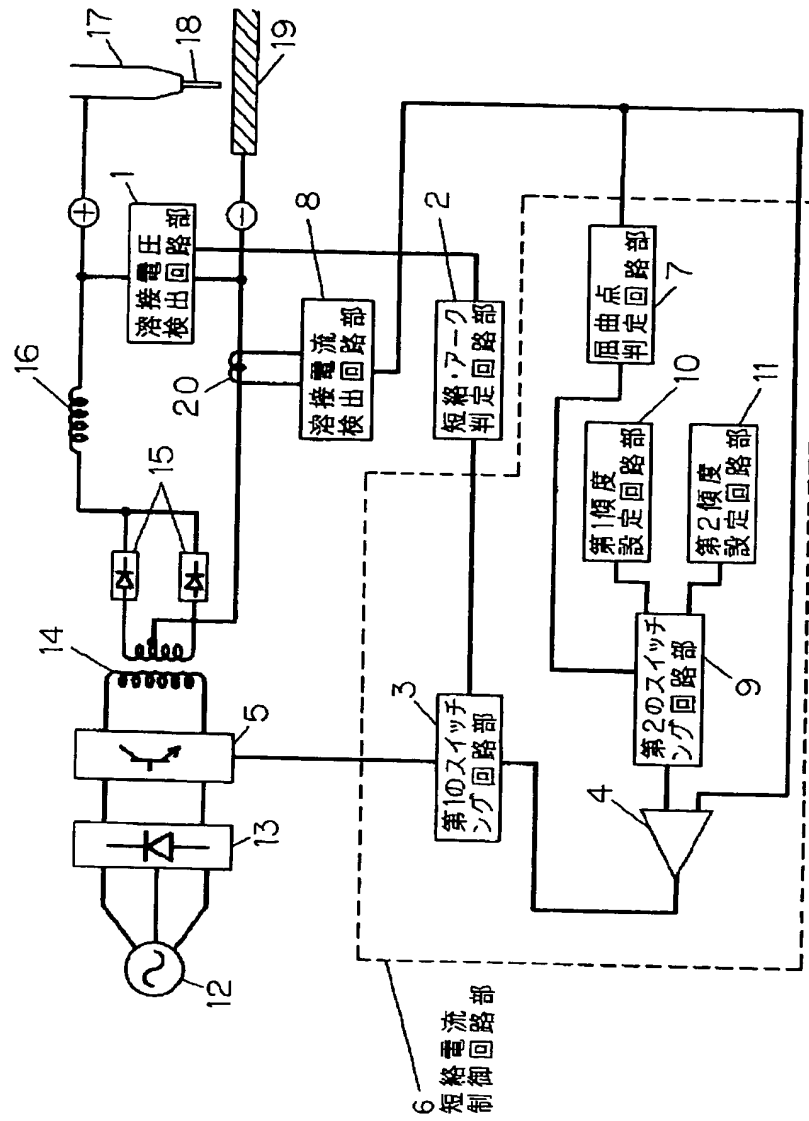 17
18
19
16
+
1
溶接電圧
検出回路部
-
15
20
8
溶接電流
検出回路部
2
短絡・アーク
判定回路部
14
5
13
12
3
第1のスイッチ
ング回路部
屈曲点
判定回路部
7
10
第1傾度
設定回路部
11
第2傾度
設定回路部
第2のスイッチ
ング回路部
9
4
6
短絡電流
制御回路部